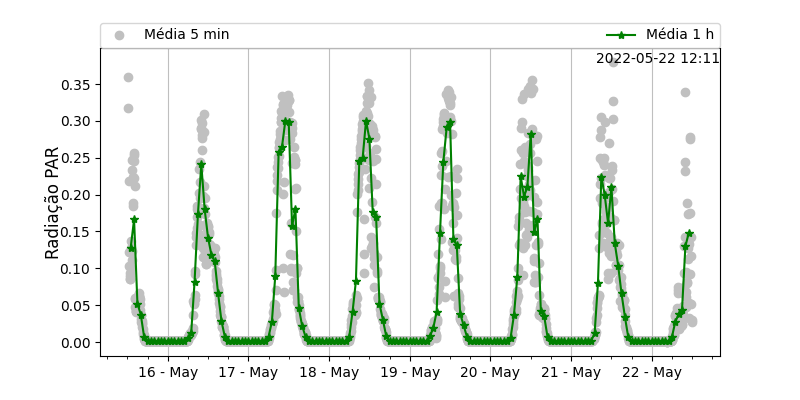 Média 5 min
Média 1 h
2022-05-22 12:11
Radiação PAR
0.35
0.30
0.25
0.20
0.15
0.10
0.05
0.00
16 - May
17 - May
18 - May
19 - May
20 - May
21 - May
22 - May